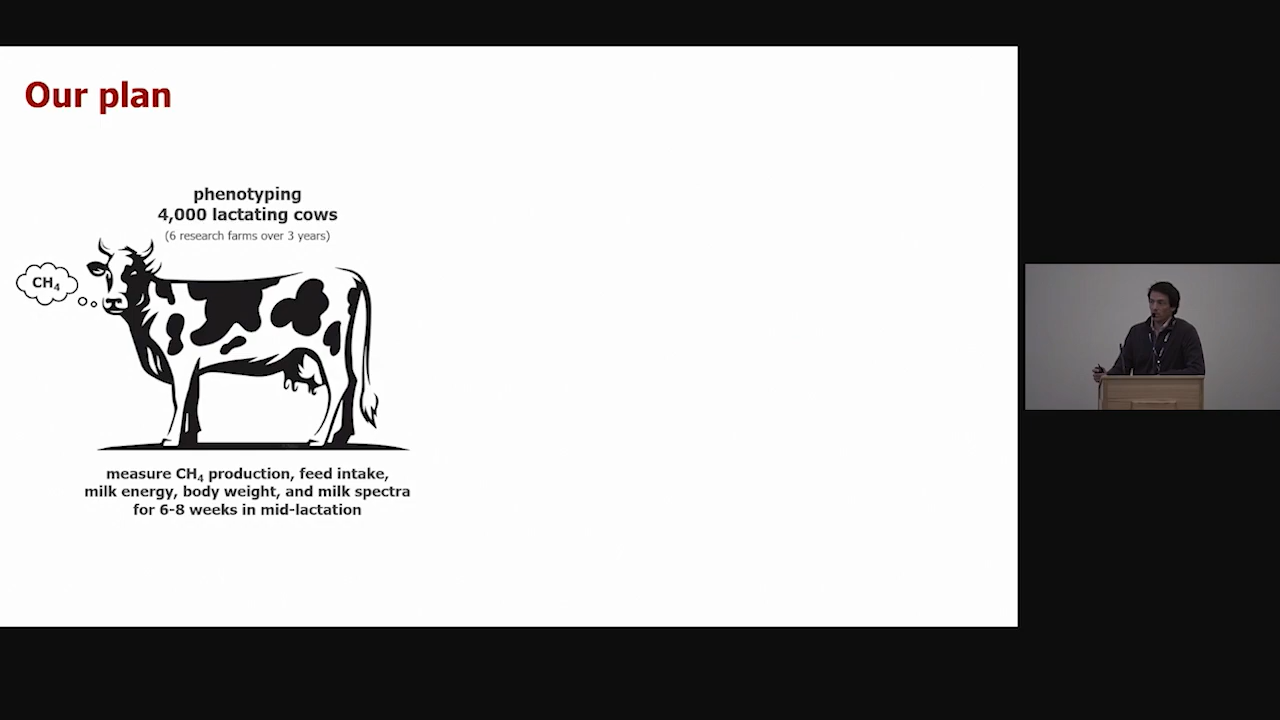 Our plan
phenotyping
4,000 lactating cows
(6 research farms over 3 years)
CH₄
measure CH₄ production, feed intake,
milk energy, body weight, and milk spectra
for 6-8 weeks in mid-lactation